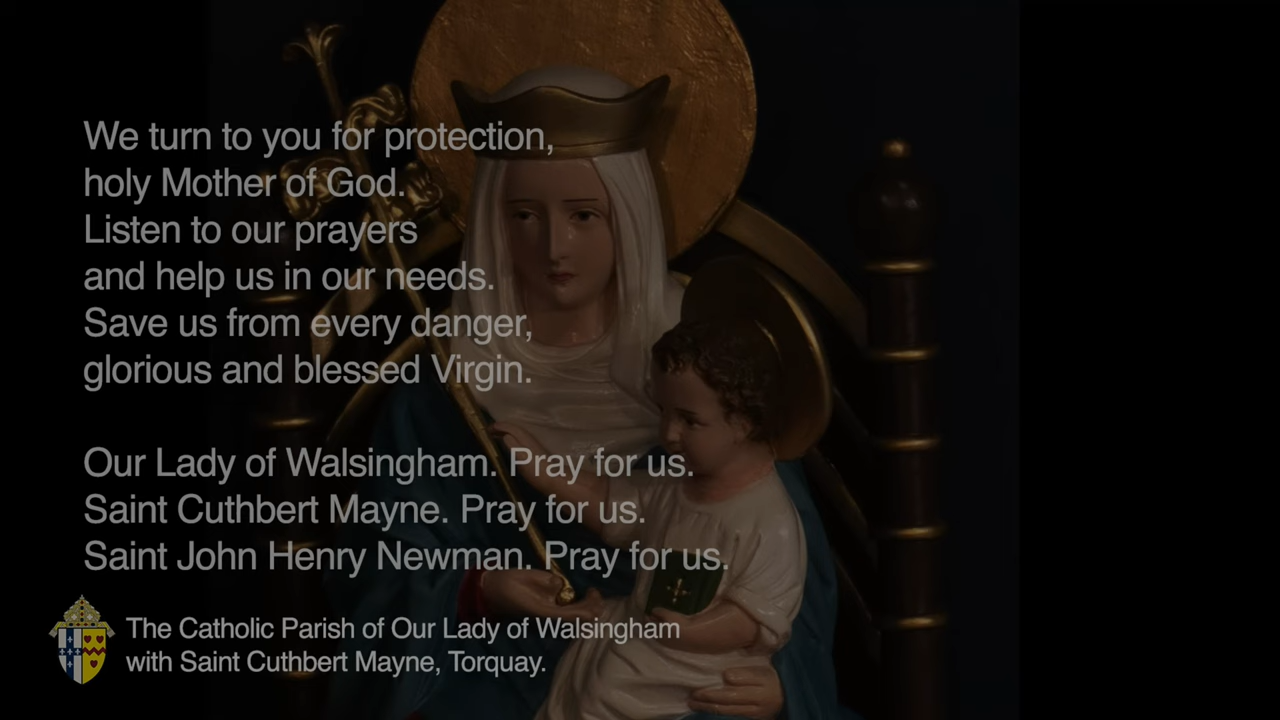 We turn to you for protection,
holy Mother of God.
Listen to our prayers
and help us in our needs.
Save us from every danger,
glorious and blessed Virgin.
Our Lady of Walsingham. Pray for us.
Saint Cuthbert Mayne. Pray for us.
Saint John Henry Newman. Pray for us.
The Catholic Parish of Our Lady of Walsingham
with Saint Cuthbert Mayne, Torquay.